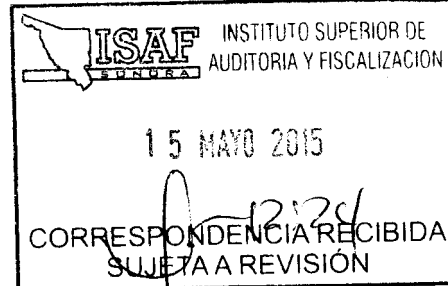 ISAF
SONORA
INSTITUTO SUPERIOR DE
AUDITORIA Y FISCALIZACION
15 MAYO 2015
12:24
CORRESPONDENCIA RECIBIDA
SUJETA A REVISIÓN